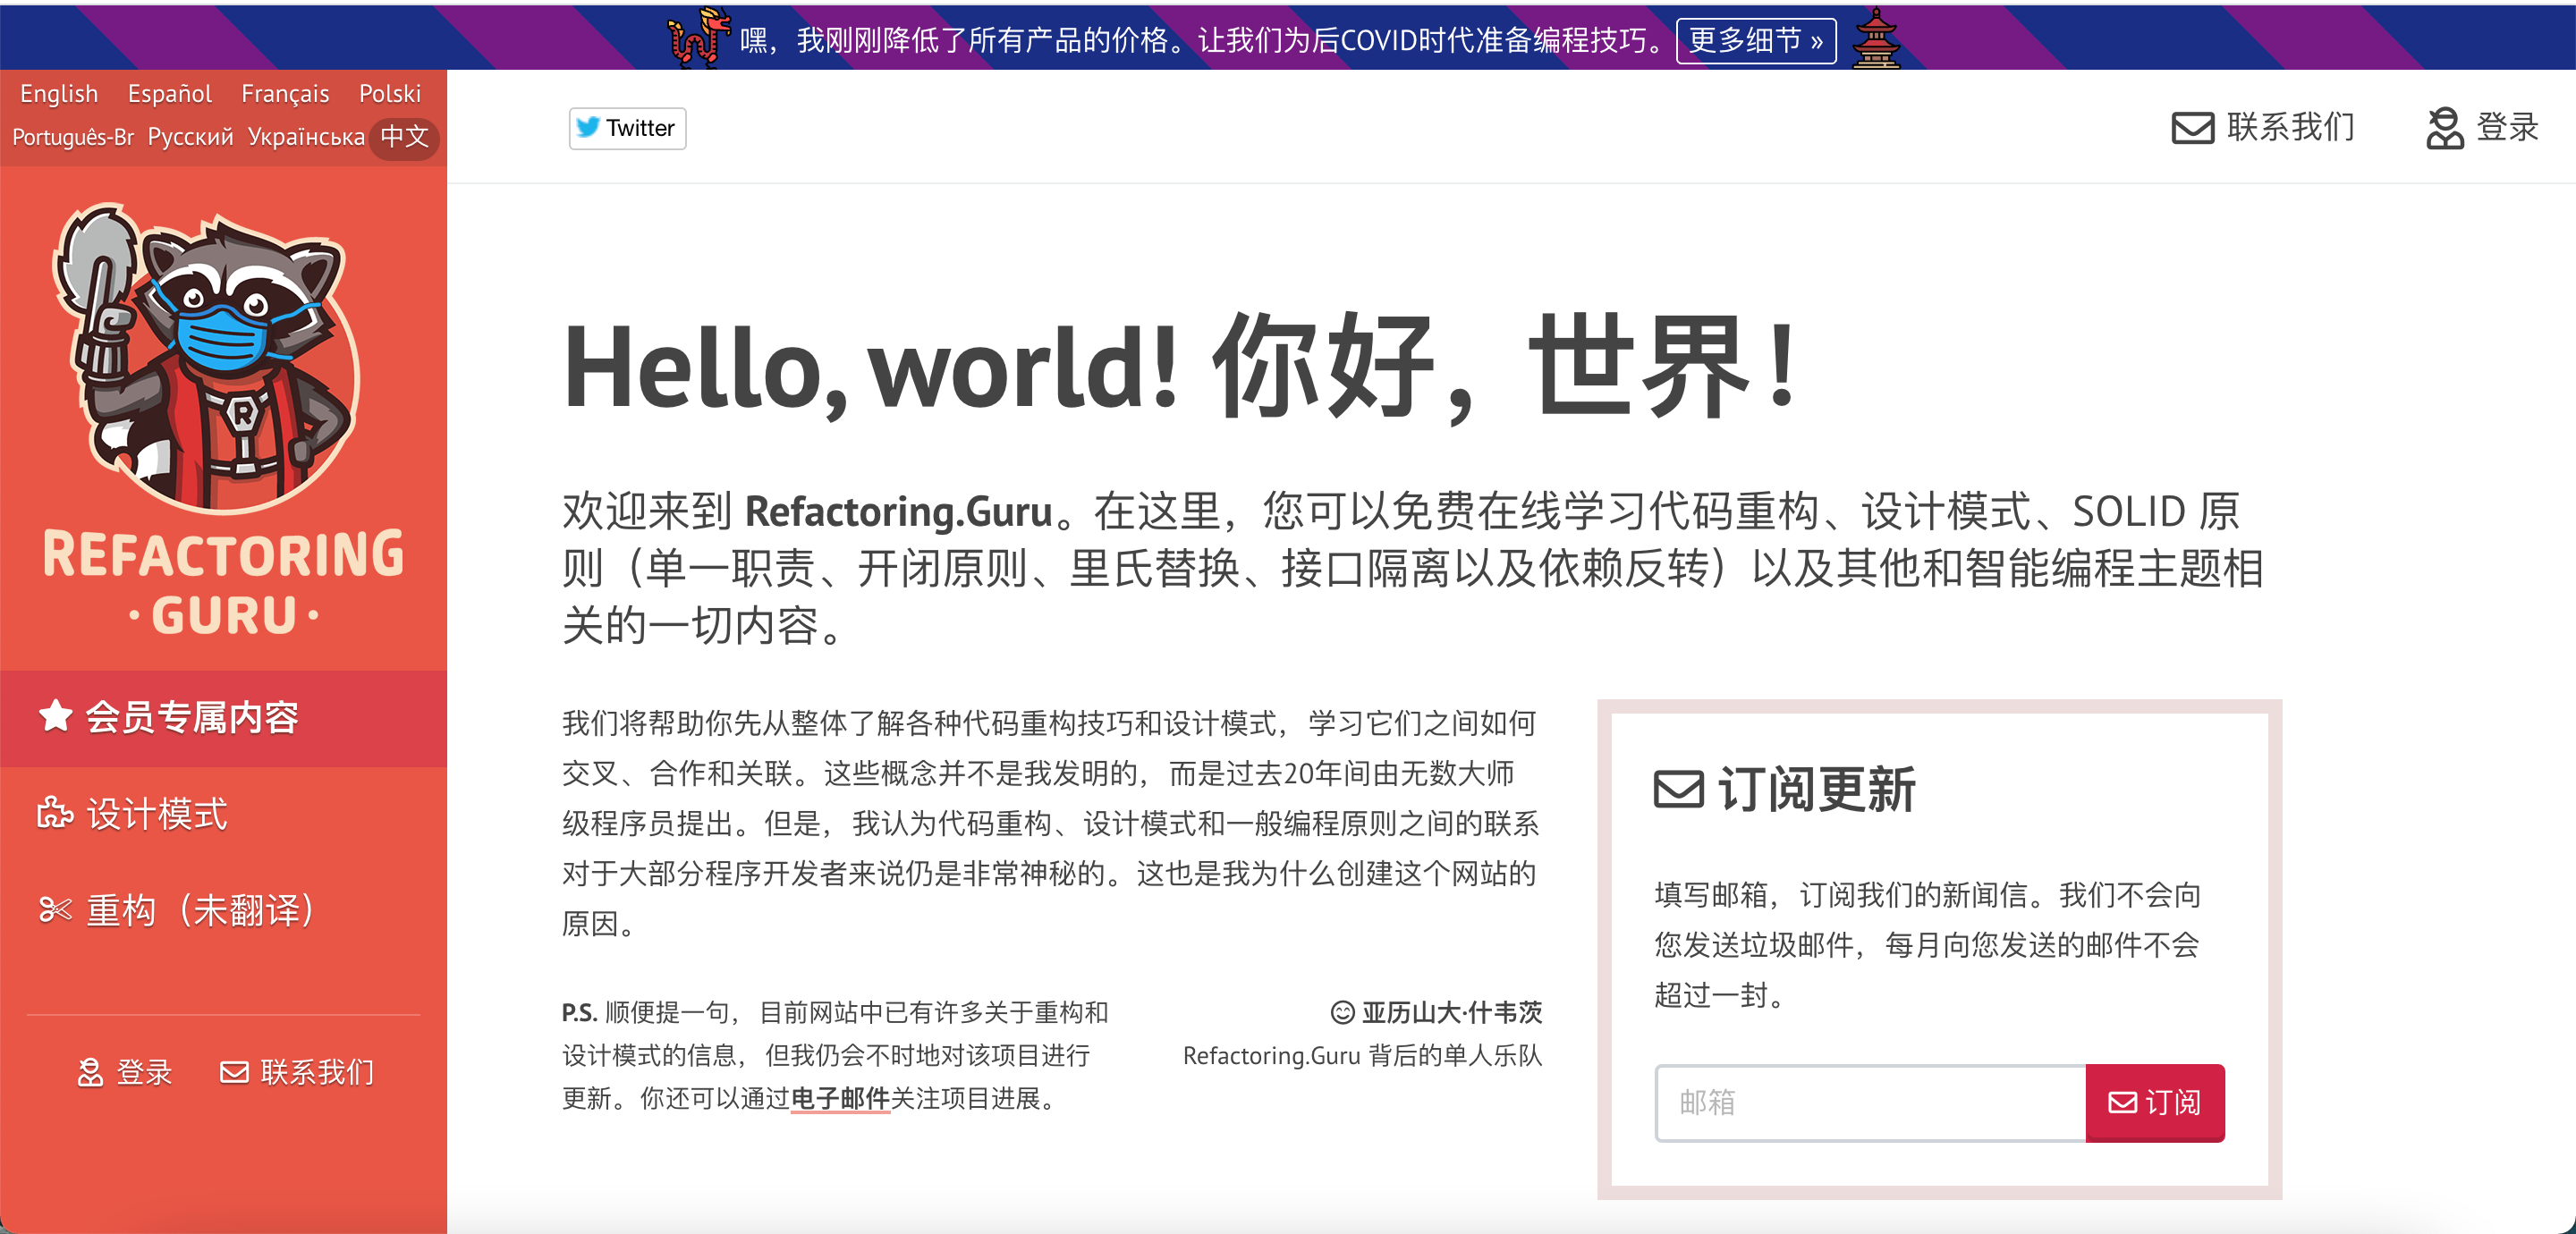 嘿，我刚刚降低了所有产品的价格。让我们为后COVID时代准备编程技巧。 更多细节 »
English Español Français Polski
Português-Br Русский Українська 中文
Twitter
联系我们
登录
R
REFACTORING
·GURU·
会员专属内容
设计模式
重构（未翻译）
登录 联系我们
Hello, world! 你好，世界！
欢迎来到 Refactoring.Guru。在这里，您可以免费在线学习代码重构、设计模式、SOLID 原
则（单一职责、开闭原则、里氏替换、接口隔离以及依赖反转）以及其他和智能编程主题相
关的一切内容。
我们将帮助你先从整体了解各种代码重构技巧和设计模式，学习它们之间如何
交叉、合作和关联。这些概念并不是我发明的，而是过去20年间由无数大师
级程序员提出。但是，我认为代码重构、设计模式和一般编程原则之间的联系
对于大部分程序开发者来说仍是非常神秘的。这也是我为什么创建这个网站的
原因。
P.S. 顺便提一句，目前网站中已有许多关于重构和
设计模式的信息，但我仍会不时地对该项目进行
更新。你还可以通过电子邮件关注项目进展。
亚历山大·什韦茨
Refactoring.Guru 背后的单人乐队
订阅更新
填写邮箱，订阅我们的新闻信。我们不会向
您发送垃圾邮件，每月向您发送的邮件不会
超过一封。
邮箱
订阅